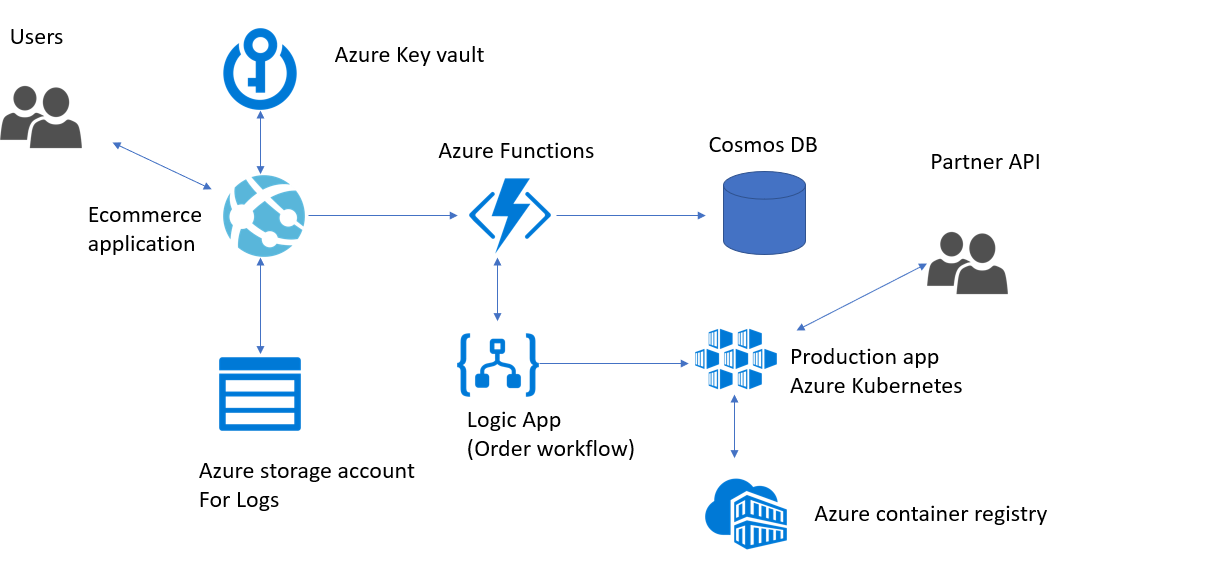 Users
Azure Key vault
Azure Functions
Cosmos DB
Partner API
Ecommerce
application
Production app
Azure Kubernetes
Logic App
(Order workflow)
Azure storage account
For Logs
Azure container registry